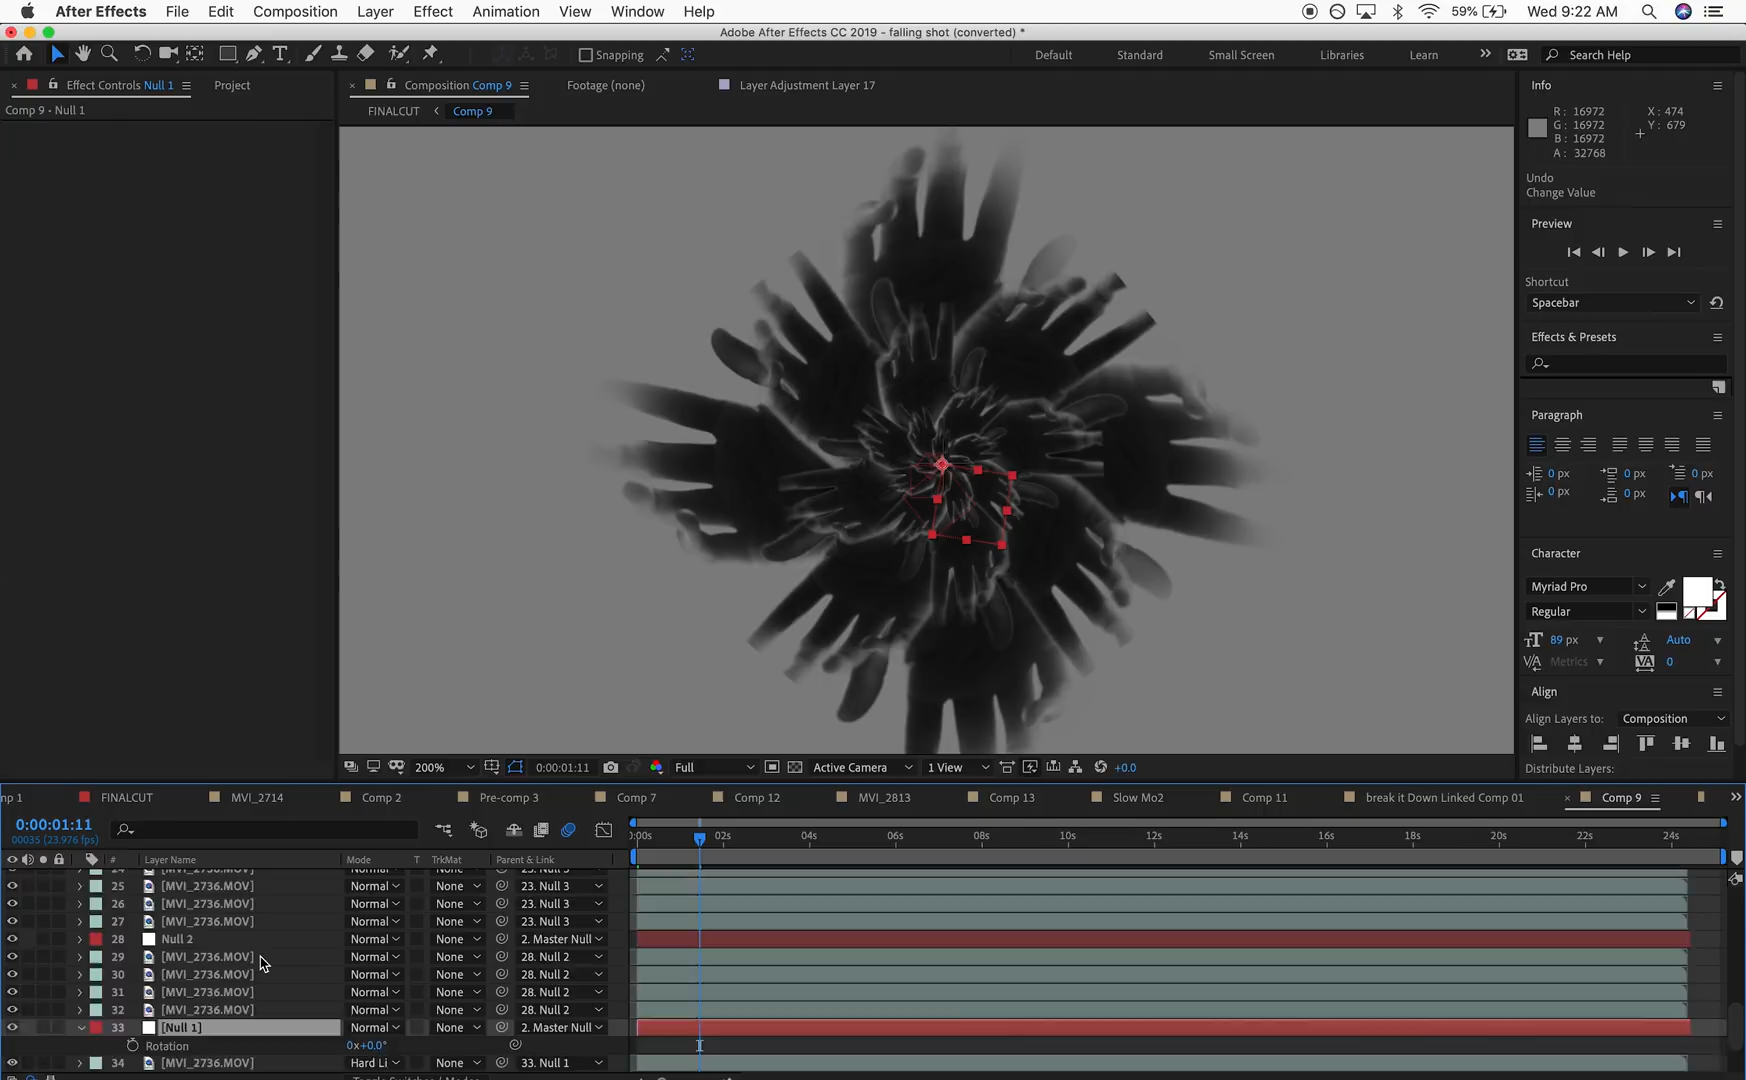 After Effects File Edit Composition Layer Effect Animation View Window Help 59% Wed 9:22 AM
Adobe After Effects CC 2019 - falling shot (converted) *
Snapping Default Standard Small Screen Libraries Learn Search Help
Effect Controls Null 1 Project Composition Comp 9 Footage (none) Layer Adjustment Layer 17 Info
Comp 9 - Null 1 FINALCUT Comp 9
R: 16972 X: 474
G: 16972 Y: 679
B: 16972
A: 32768
Undo
Change Value
Preview
Shortcut
Spacebar
Effects & Presets
Paragraph
0 px 0 px 0 px
0 px 0 px
Character
Myriad Pro
Regular
89 px Auto
Metrics 0
Align
Align Layers to: Composition
Distribute Layers:
200% 0:00:01:11 Full Active Camera 1 View +0.0
np 1 FINALCUT MVI_2714 Comp 2 Pre-comp 3 Comp 7 Comp 12 MVI_2813 Comp 13 Slow Mo2 Comp 11 break it Down Linked Comp 01 Comp 9
0:00:01:11
00035 (23.976 fps)
0:00s 02s 04s 06s 08s 10s 12s 14s 16s 18s 20s 22s 24s
# Layer Name Mode T TrkMat Parent & Link
24 [MVI_2736.MOV] Normal None 23. Null 3
25 [MVI_2736.MOV] Normal None 23. Null 3
26 [MVI_2736.MOV] Normal None 23. Null 3
27 [MVI_2736.MOV] Normal None 23. Null 3
28 Null 2 Normal None 2. Master Null
29 [MVI_2736.MOV] Normal None 28. Null 2
30 [MVI_2736.MOV] Normal None 28. Null 2
31 [MVI_2736.MOV] Normal None 28. Null 2
32 [MVI_2736.MOV] Normal None 28. Null 2
33 [Null 1] Normal None 2. Master Null
Rotation 0x+0.0°
34 [MVI_2736.MOV] Hard Li None 33. Null 1
Toggle Switches / Modes